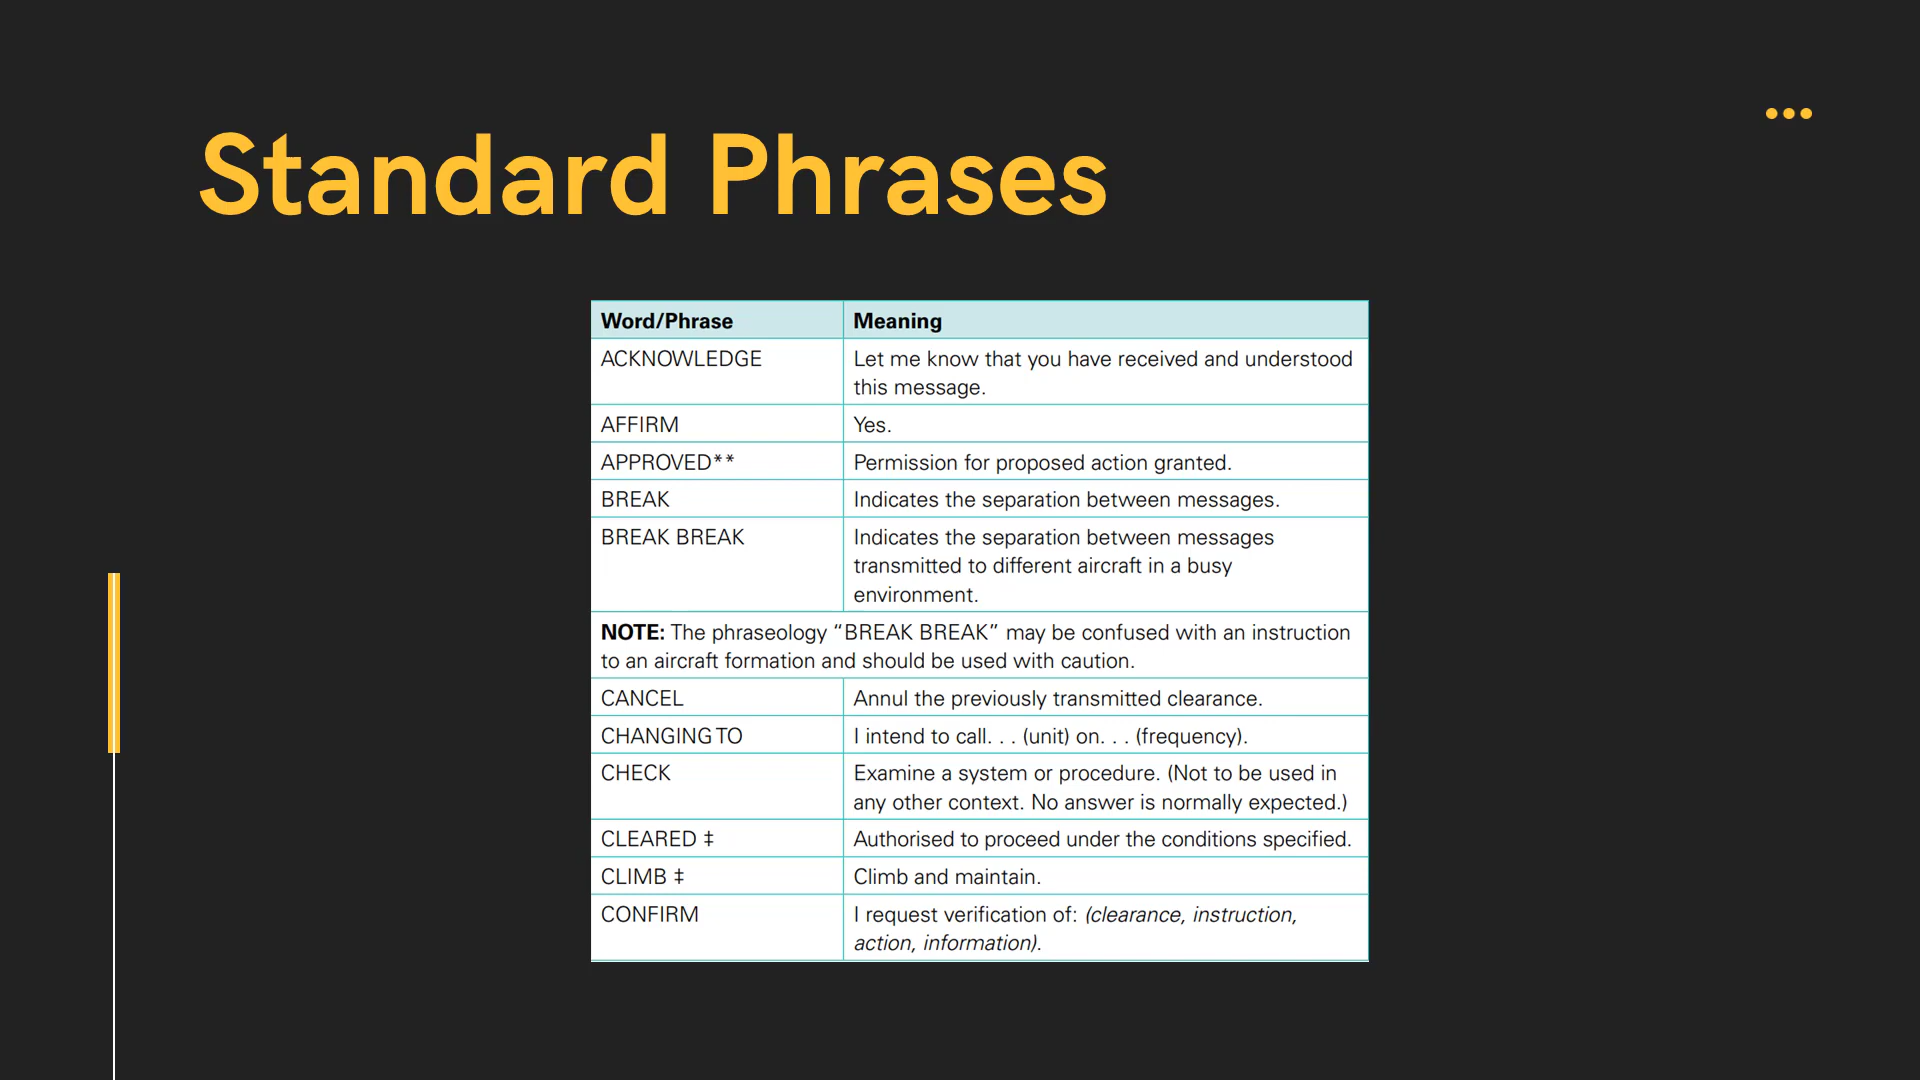 Standard Phrases
Word/Phrase Meaning
ACKNOWLEDGE Let me know that you have received and understood
this message.
AFFIRM Yes.
APPROVED** Permission for proposed action granted.
BREAK Indicates the separation between messages.
BREAK BREAK Indicates the separation between messages
transmitted to different aircraft in a busy
environment.
NOTE: The phraseology “BREAK BREAK” may be confused with an instruction
to an aircraft formation and should be used with caution.
CANCEL Annul the previously transmitted clearance.
CHANGING TO I intend to call. . . (unit) on. . . (frequency).
CHECK Examine a system or procedure. (Not to be used in
any other context. No answer is normally expected.)
CLEARED ‡ Authorised to proceed under the conditions specified.
CLIMB ‡ Climb and maintain.
CONFIRM I request verification of: (clearance, instruction,
action, information).